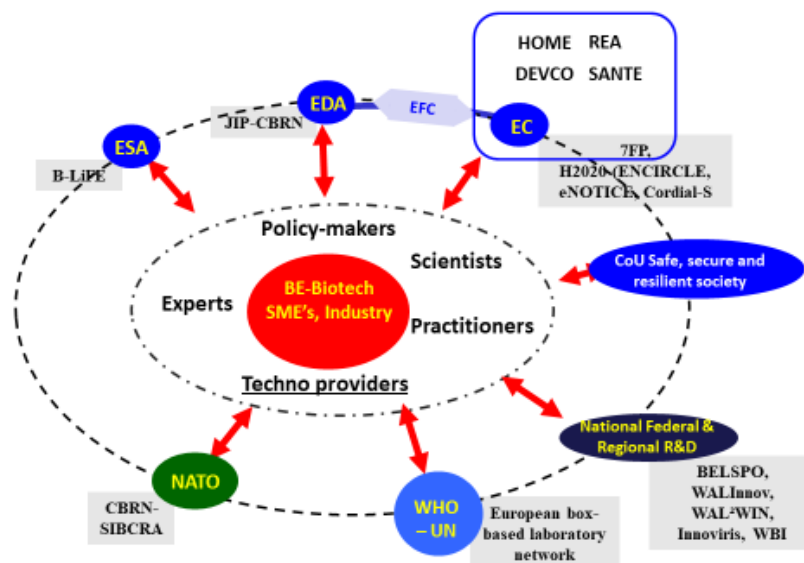 HOME REA
DEVCO SANTE
EDA
EFC
EC
JIP-CBRN
ESA
B-LiFE
7FP,
H2020-(ENCIRCLE,
eNOTICE, Cordial-S
Policy-makers
Scientists
Experts
BE-Biotech
SME's, Industry
Practitioners
Techno providers
CoU Safe, secure and
resilient society
National Federal &
Regional R&D
BELSPO,
WALInnov,
WAL²WIN,
Innoviris, WBI
NATO
CBRN-
SIBCRA
WHO
– UN
European box-
based laboratory
network